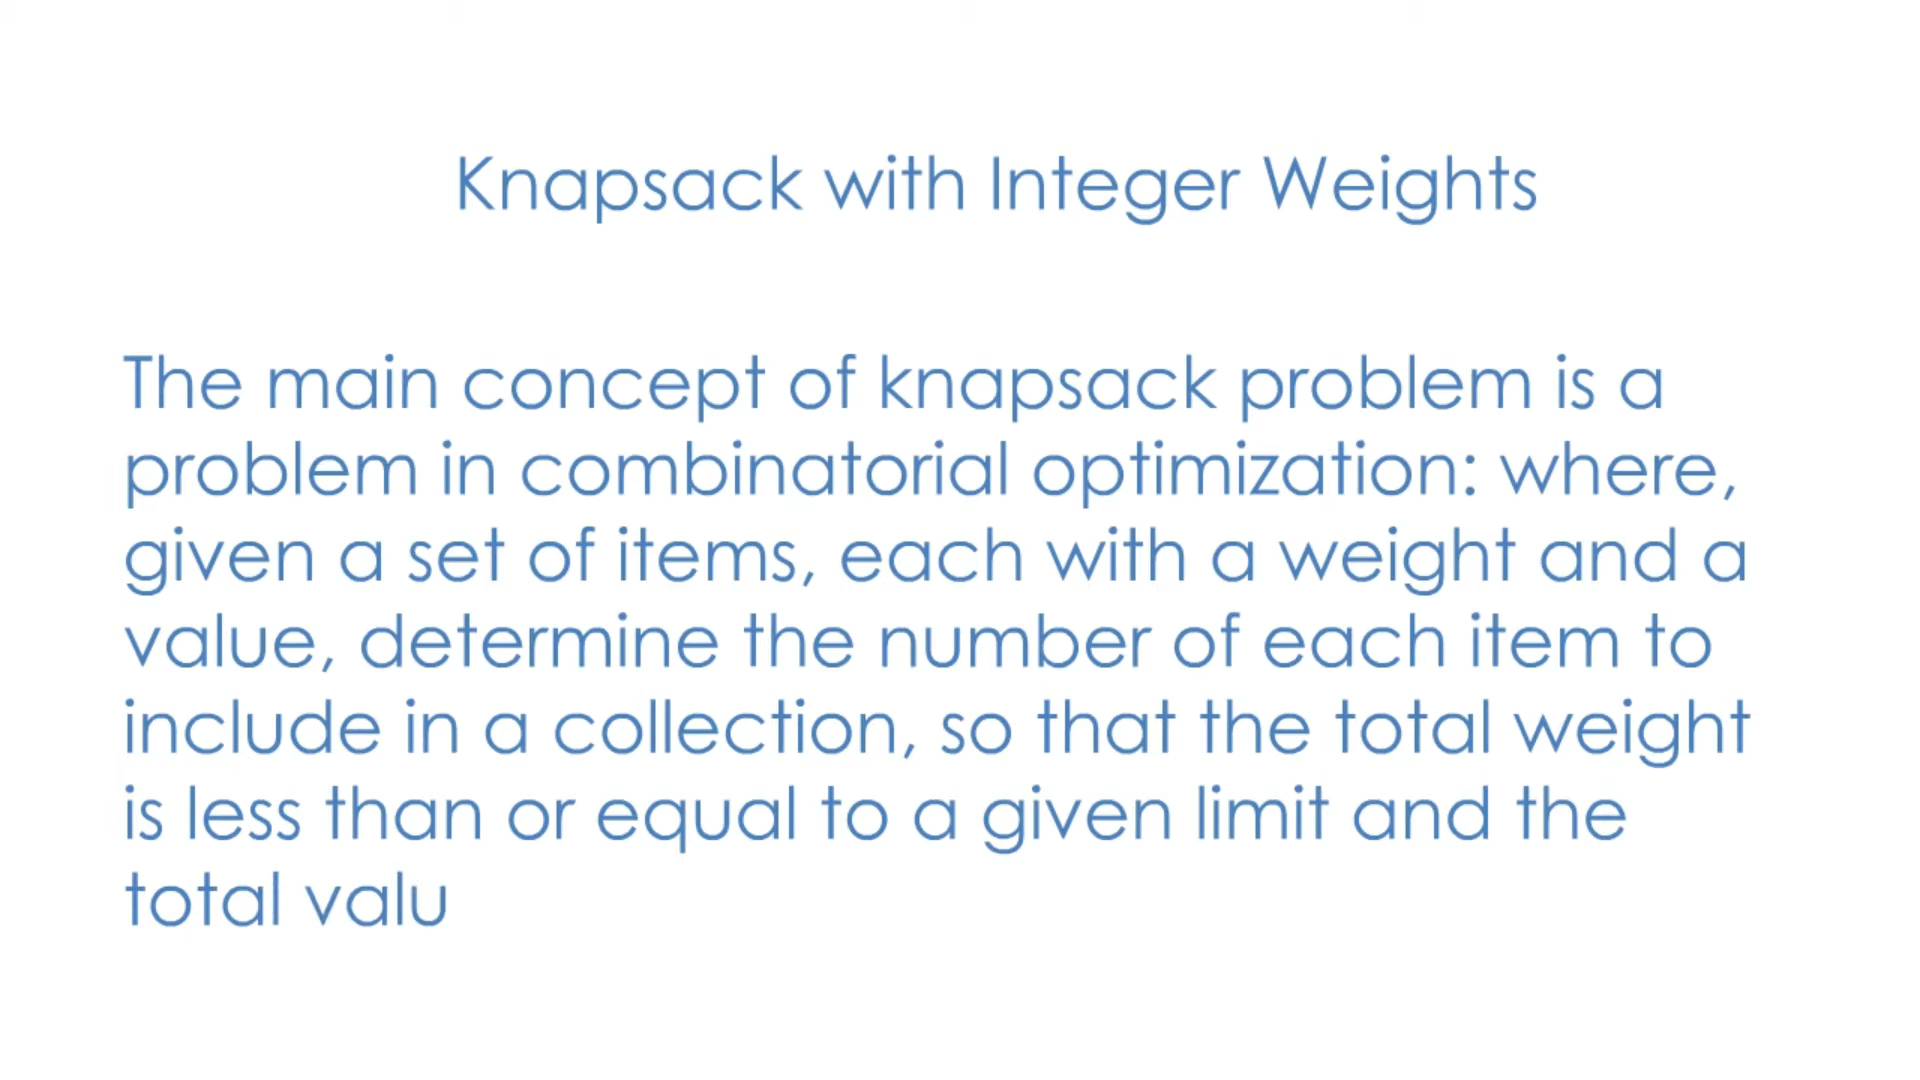 Knapsack with Integer Weights
The main concept of knapsack problem is a
problem in combinatorial optimization: where,
given a set of items, each with a weight and a
value, determine the number of each item to
include in a collection, so that the total weight
is less than or equal to a given limit and the
total valu